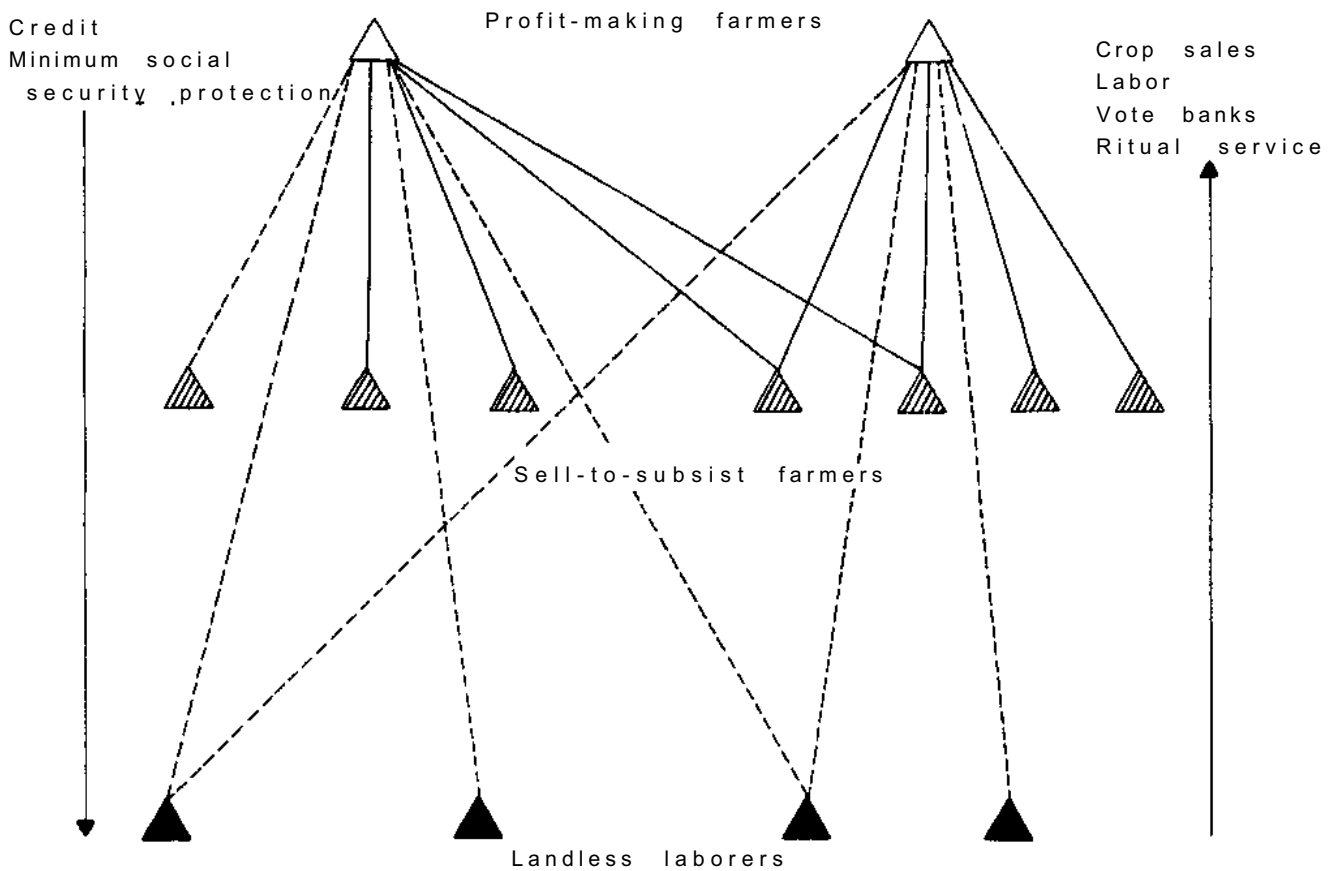 Credit
Minimum social
security protection
Profit-making farmers
Crop sales
Labor
Vote banks
Ritual service
Sell-to-subsist farmers
Landless laborers